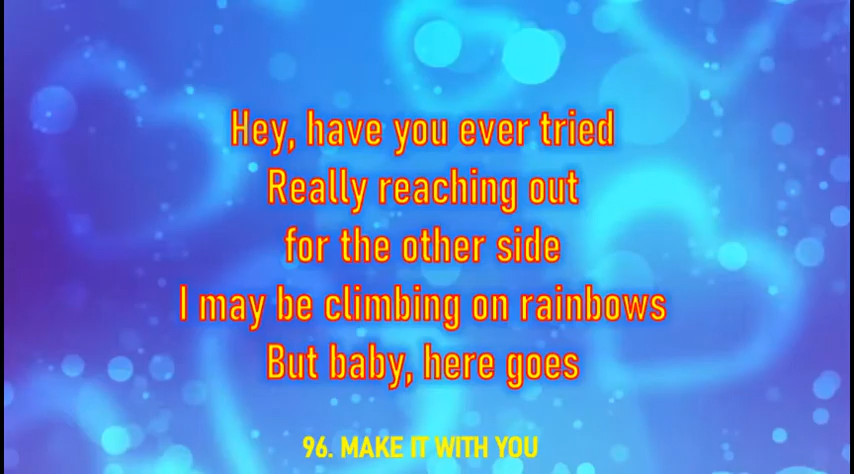 Hey, have you ever tried
Really reaching out
for the other side
I may be climbing on rainbows
But baby, here goes
96. MAKE IT WITH YOU